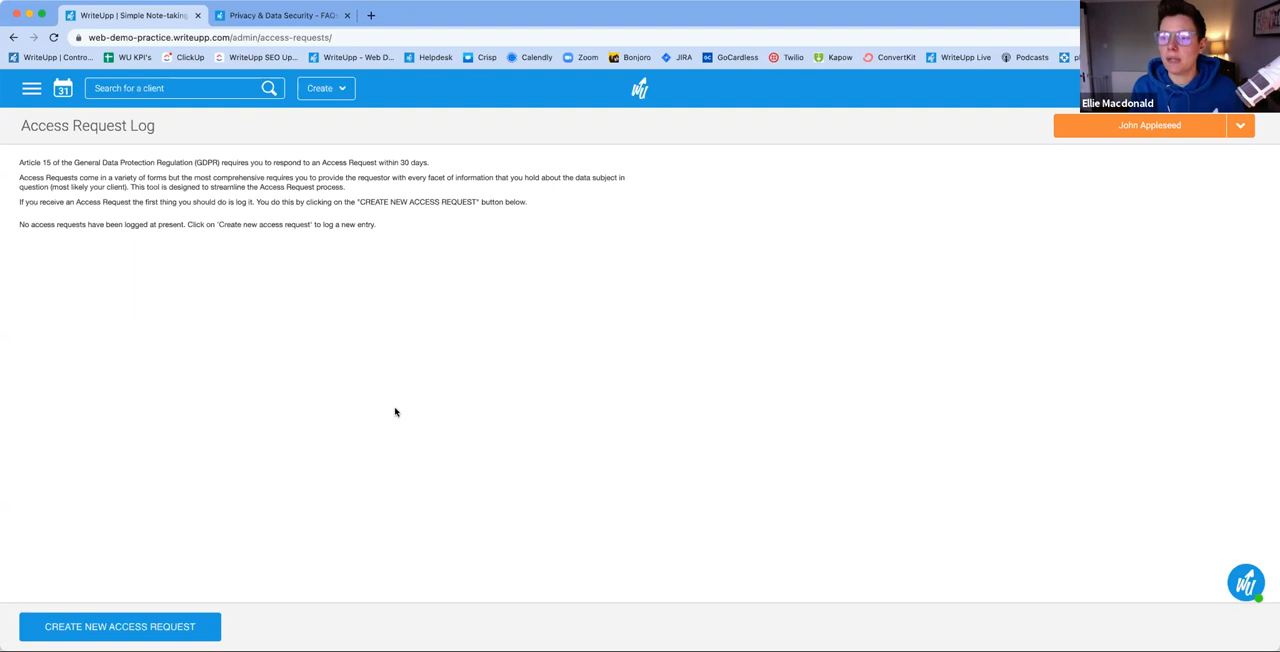 WriteUpp | Simple Note-taking
Privacy & Data Security - FAQ
web-demo-practice.writeupp.com/admin/access-requests/
WriteUpp | Contro... WU KPI's ClickUp WriteUpp SEO Up... WriteUpp - Web D... Helpdesk Crisp Calendly Zoom Bonjoro JIRA GoCardless Twilio Kapow ConvertKit WriteUpp Live Podcasts
31 Search for a client Create
Ellie Macdonald
Access Request Log
John Appleseed
Article 15 of the General Data Protection Regulation (GDPR) requires you to respond to an Access Request within 30 days.
Access Requests come in a variety of forms but the most comprehensive requires you to provide the requestor with every facet of information that you hold about the data subject in
question (most likely your client). This tool is designed to streamline the Access Request process.
If you receive an Access Request the first thing you should do is log it. You do this by clicking on the "CREATE NEW ACCESS REQUEST" button below.
No access requests have been logged at present. Click on 'Create new access request' to log a new entry.
CREATE NEW ACCESS REQUEST